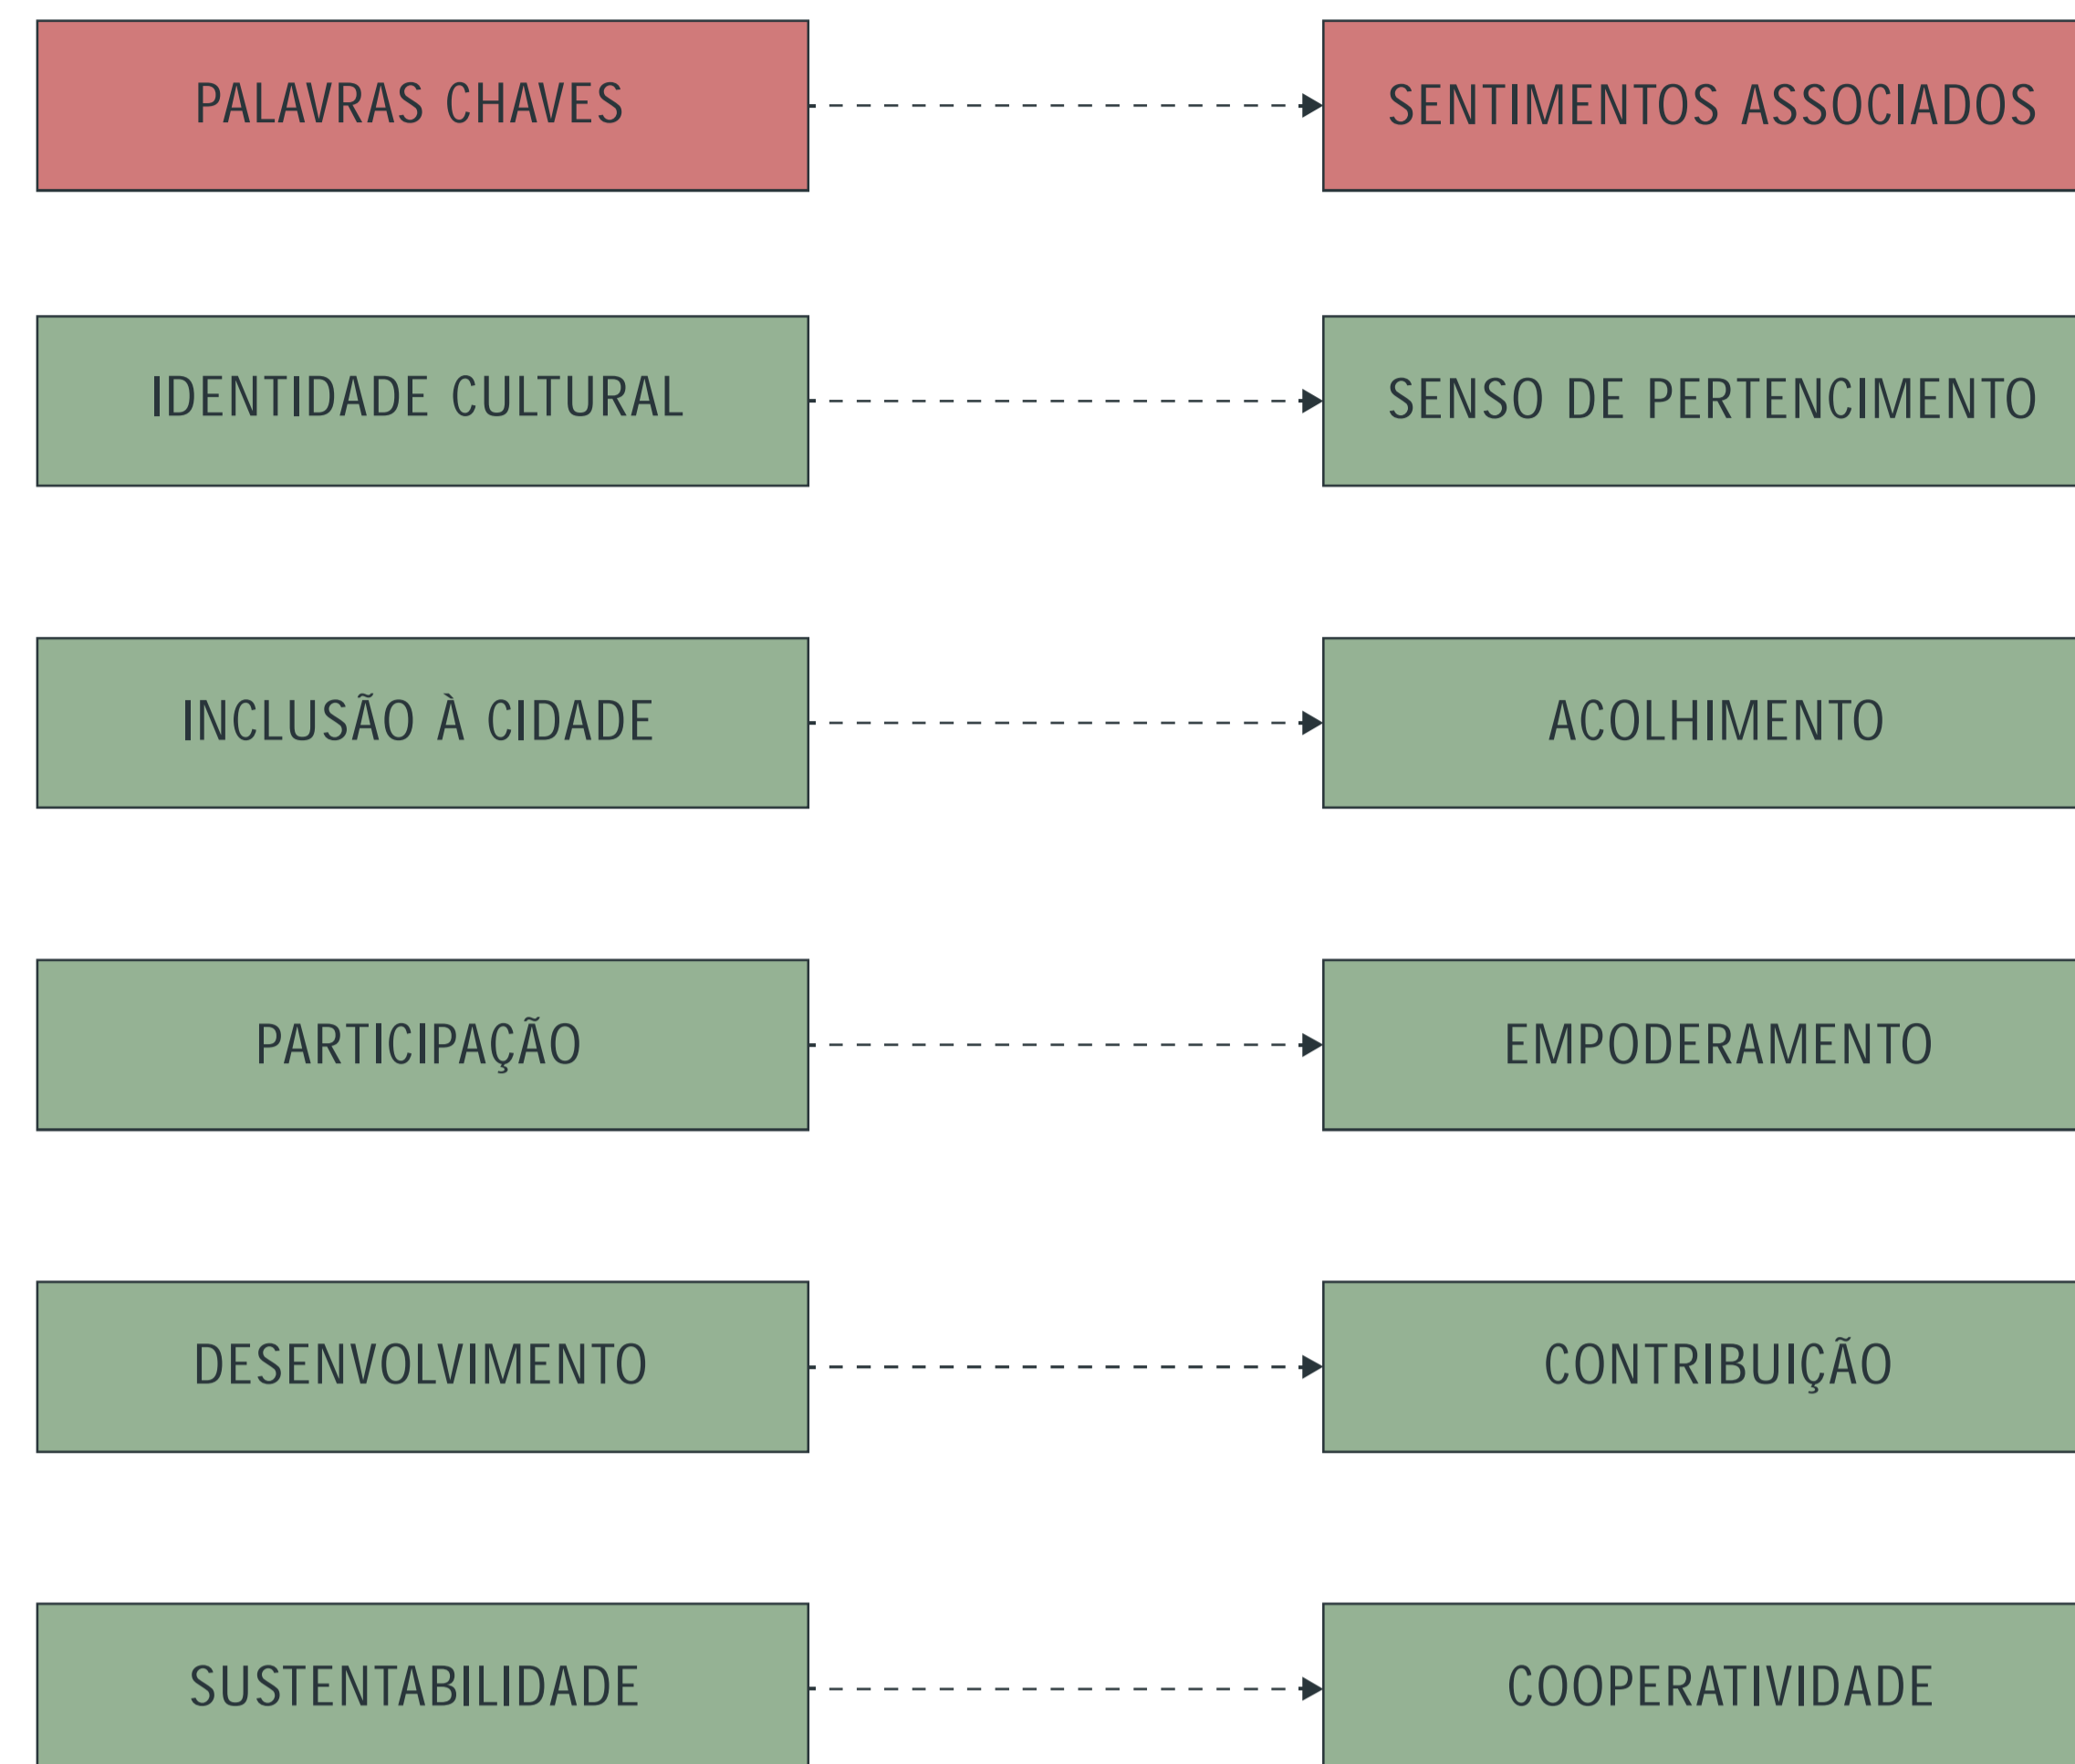 PALAVRAS CHAVES
SENTIMENTOS ASSOCIADOS
IDENTIDADE CULTURAL
SENSO DE PERTENCIMENTO
INCLUSÃO À CIDADE
ACOLHIMENTO
PARTICIPAÇÃO
EMPODERAMENTO
DESENVOLVIMENTO
CONTRIBUIÇÃO
SUSTENTABILIDADE
COOPERATIVIDADE